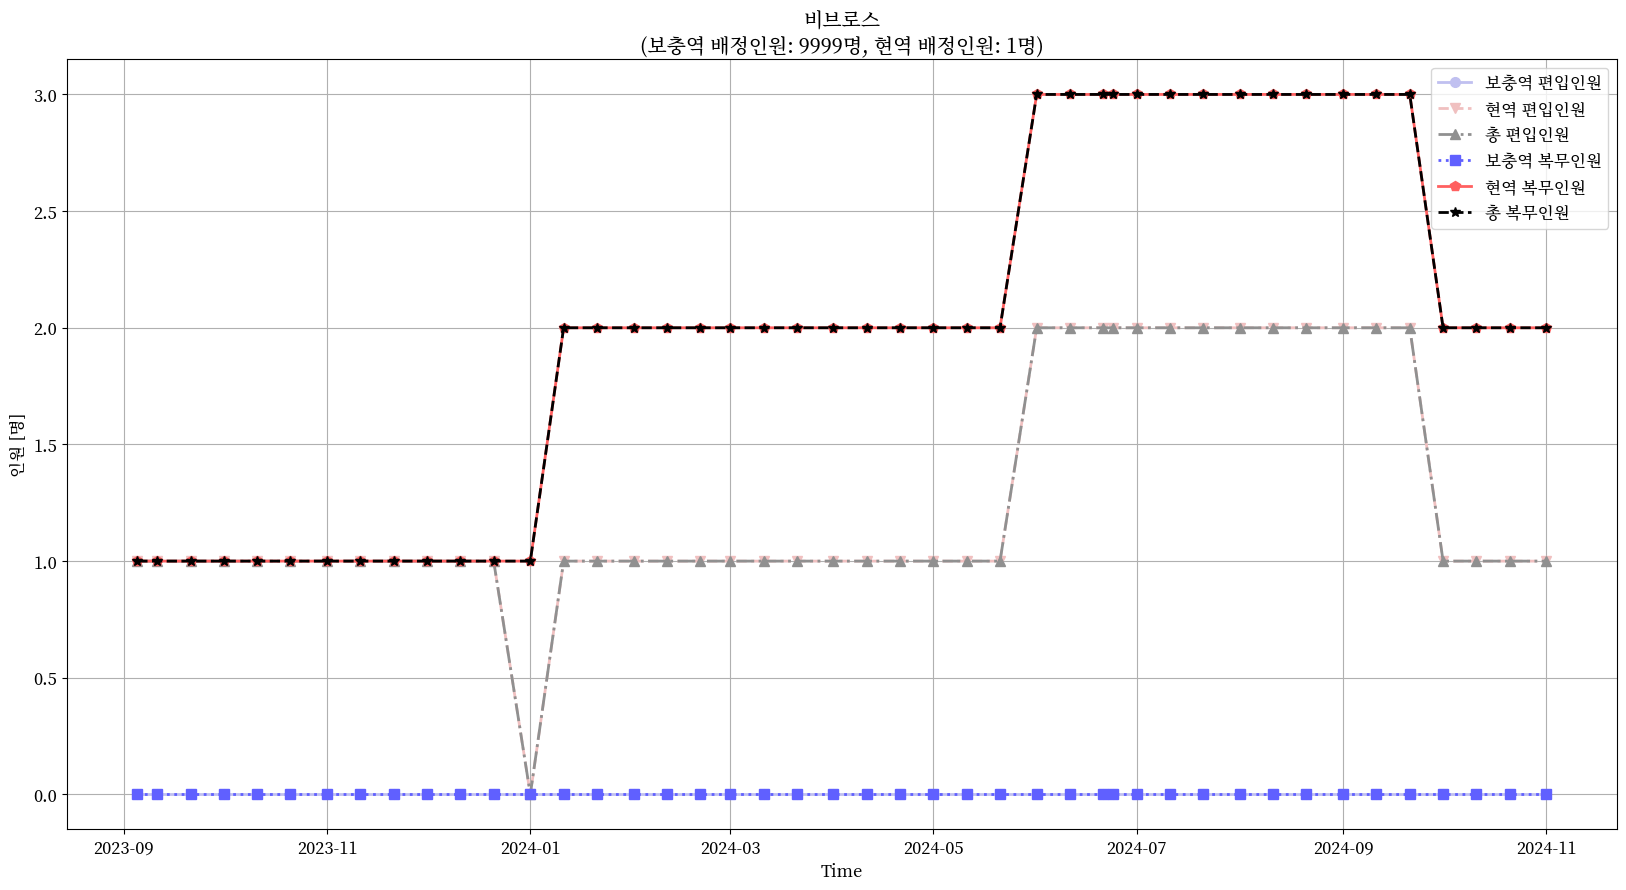 비브로스
(보충역 배정인원: 9999명, 현역 배정인원: 1명)
3.0
2.5
2.0
1.5
1.0
0.5
0.0
인원 [명]
보충역 편입인원
현역 편입인원
총 편입인원
보충역 복무인원
현역 복무인원
총 복무인원
2023-09 2023-11 2024-01 2024-03 2024-05 2024-07 2024-09 2024-11
Time